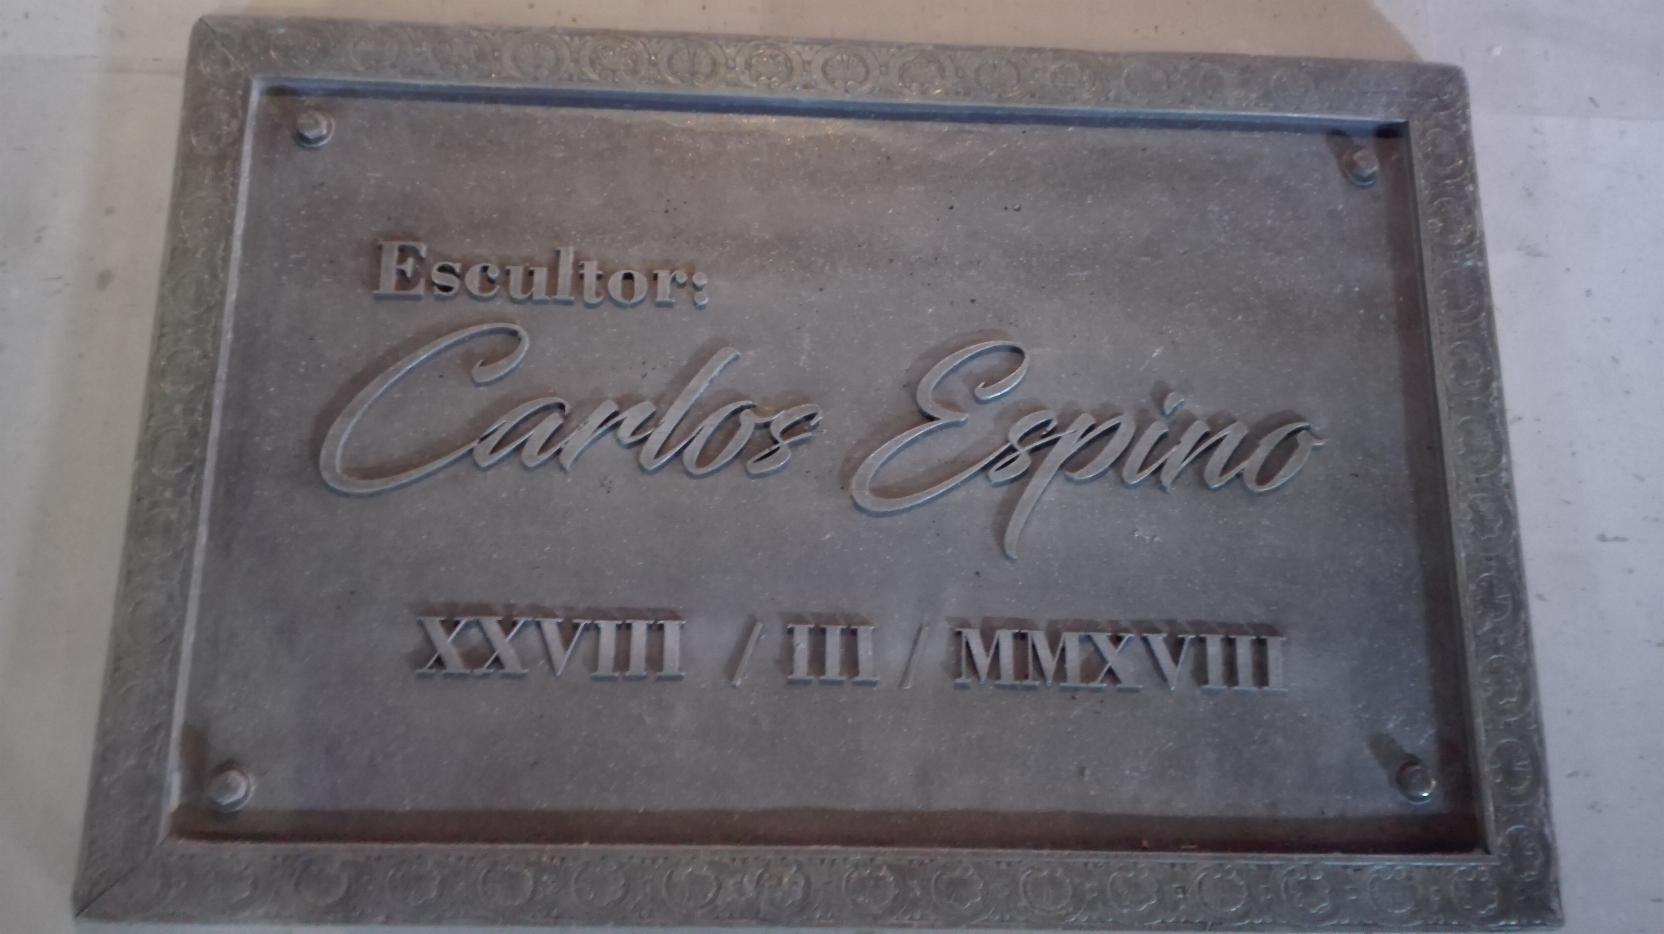 Escultor:
Carlos Espino
XXVIII / III / MMXVIII